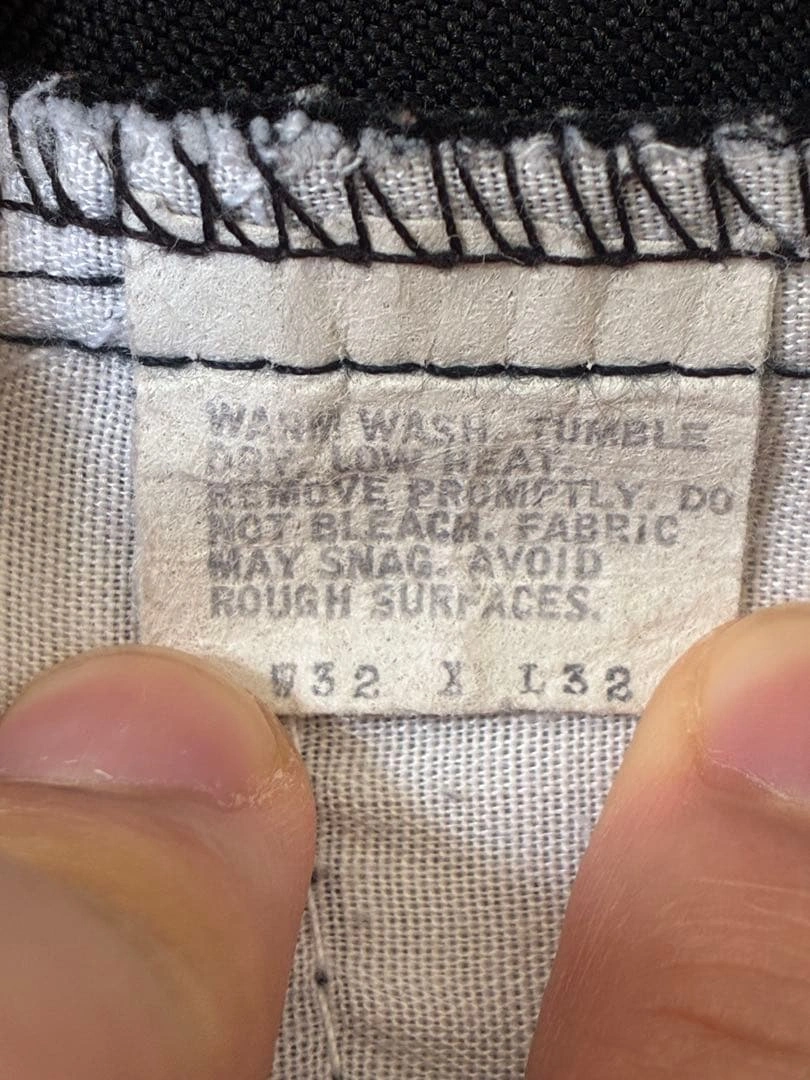 WARM WASH. TUMBLE
DRY. LOW HEAT.
REMOVE PROMPTLY. DO
NOT BLEACH. FABRIC
MAY SNAG. AVOID
ROUGH SURFACES.
W32 X L32